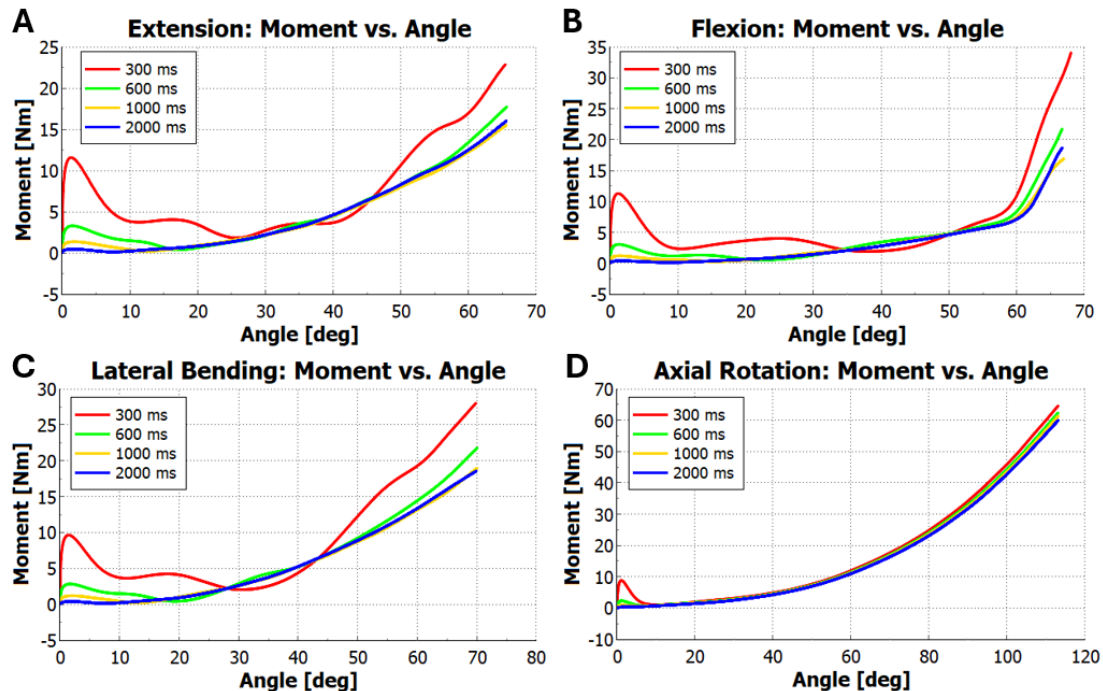 A
Extension: Moment vs. Angle
25
20
15
10
5
0
-5
Moment [Nm]
300 ms
600 ms
1000 ms
2000 ms
0 10 20 30 40 50 60 70
Angle [deg]
B
Flexion: Moment vs. Angle
35
30
25
20
15
10
5
0
-5
Moment [Nm]
300 ms
600 ms
1000 ms
2000 ms
0 10 20 30 40 50 60 70
Angle [deg]
C
Lateral Bending: Moment vs. Angle
30
25
20
15
10
5
0
-5
Moment [Nm]
300 ms
600 ms
1000 ms
2000 ms
0 10 20 30 40 50 60 70 80
Angle [deg]
D
Axial Rotation: Moment vs. Angle
70
60
50
40
30
20
10
0
-10
Moment [Nm]
300 ms
600 ms
1000 ms
2000 ms
0 20 40 60 80 100 120
Angle [deg]